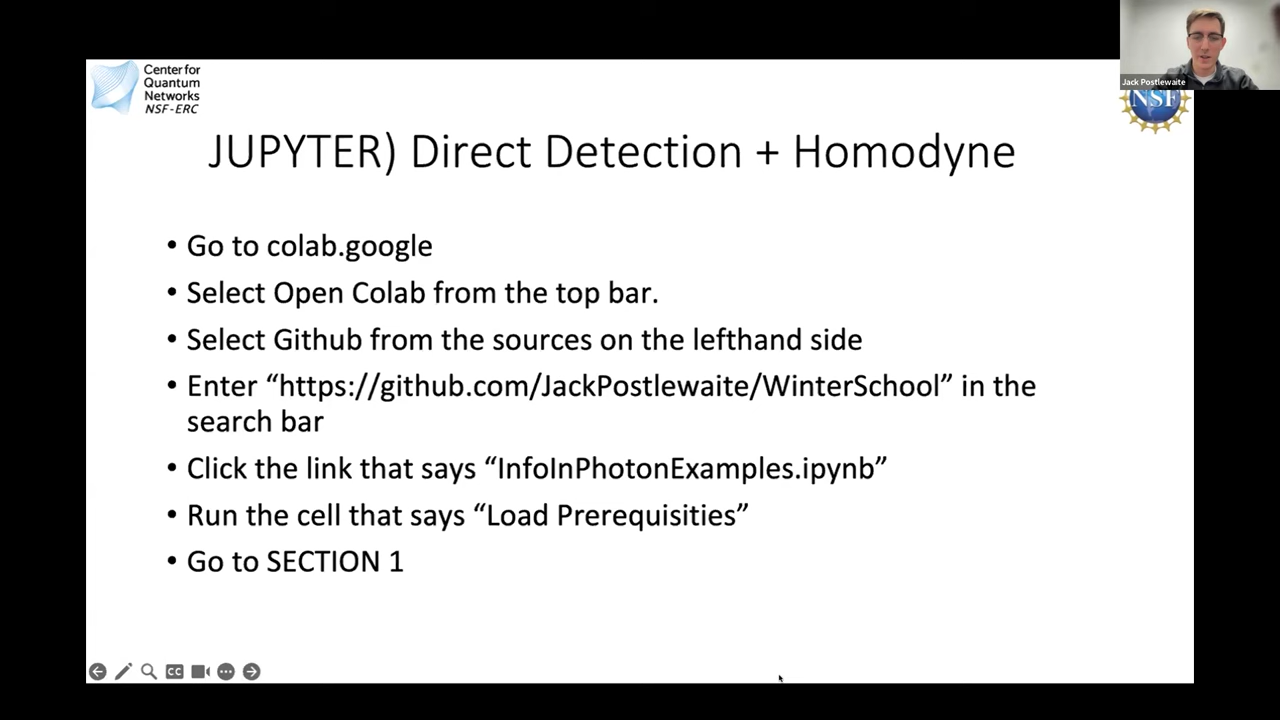 Jack Postlewaite
Center for
Quantum
Networks
NSF-ERC
NSF
JUPYTER) Direct Detection + Homodyne
• Go to colab.google
• Select Open Colab from the top bar.
• Select Github from the sources on the lefthand side
• Enter “https://github.com/JackPostlewaite/WinterSchool” in the
search bar
• Click the link that says “InfoInPhotonExamples.ipynb”
• Run the cell that says “Load Prerequisities”
• Go to SECTION 1
CC